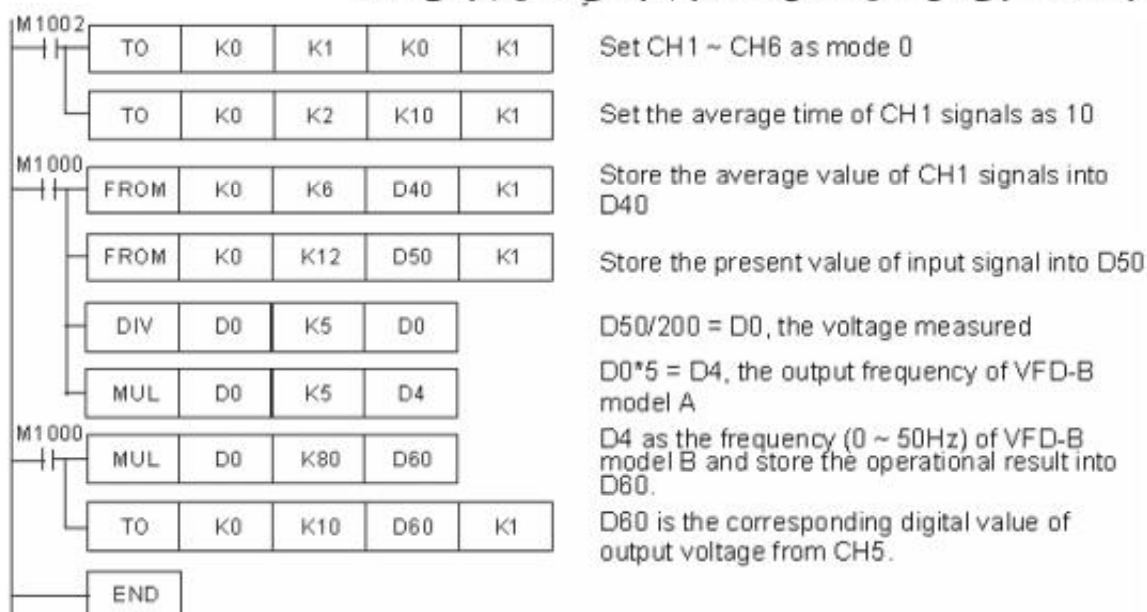 M1002
TO K0 K1 K0 K1 Set CH1 ~ CH6 as mode 0
TO K0 K2 K10 K1 Set the average time of CH1 signals as 10
M1000
FROM K0 K6 D40 K1 Store the average value of CH1 signals into
D40
FROM K0 K12 D50 K1 Store the present value of input signal into D50
DIV D0 K5 D0 D50/200 = D0, the voltage measured
MUL D0 K5 D4 D0*5 = D4, the output frequency of VFD-B
model A
M1000
MUL D0 K80 D60 D4 as the frequency (0 ~ 50Hz) of VFD-B
model B and store the operational result into
D60.
TO K0 K10 D60 K1 D60 is the corresponding digital value of
output voltage from CH5.
END